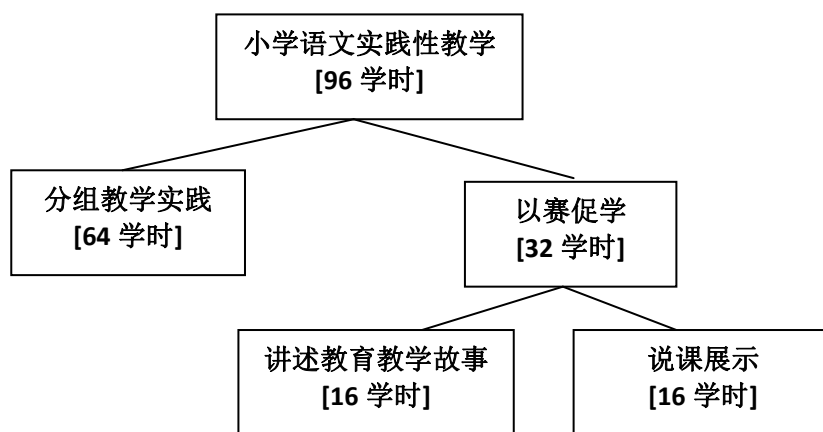 小学语文实践性教学
[96 学时]
分组教学实践
[64 学时]
以赛促学
[32 学时]
讲述教育教学故事
[16 学时]
说课展示
[16 学时]